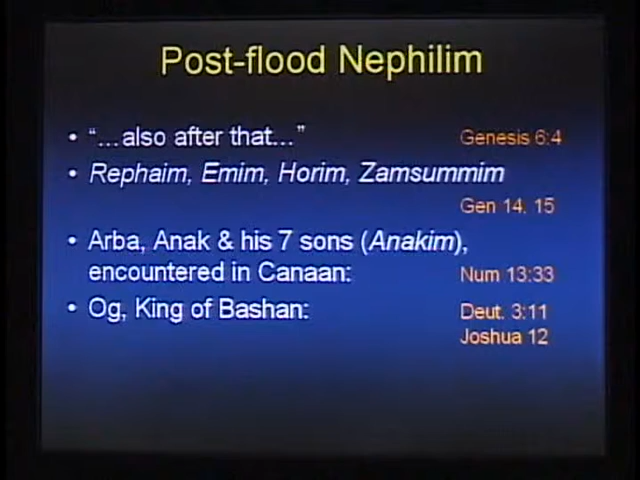 Post-flood Nephilim
• “…also after that…” Genesis 6:4
• Rephaim, Emim, Horim, Zamsummim
Gen 14. 15
• Arba, Anak & his 7 sons (Anakim),
encountered in Canaan: Num 13:33
• Og, King of Bashan: Deut. 3:11
Joshua 12